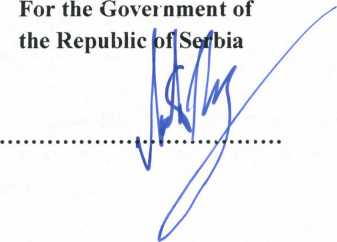 For the Government of
the Republic of Serbia